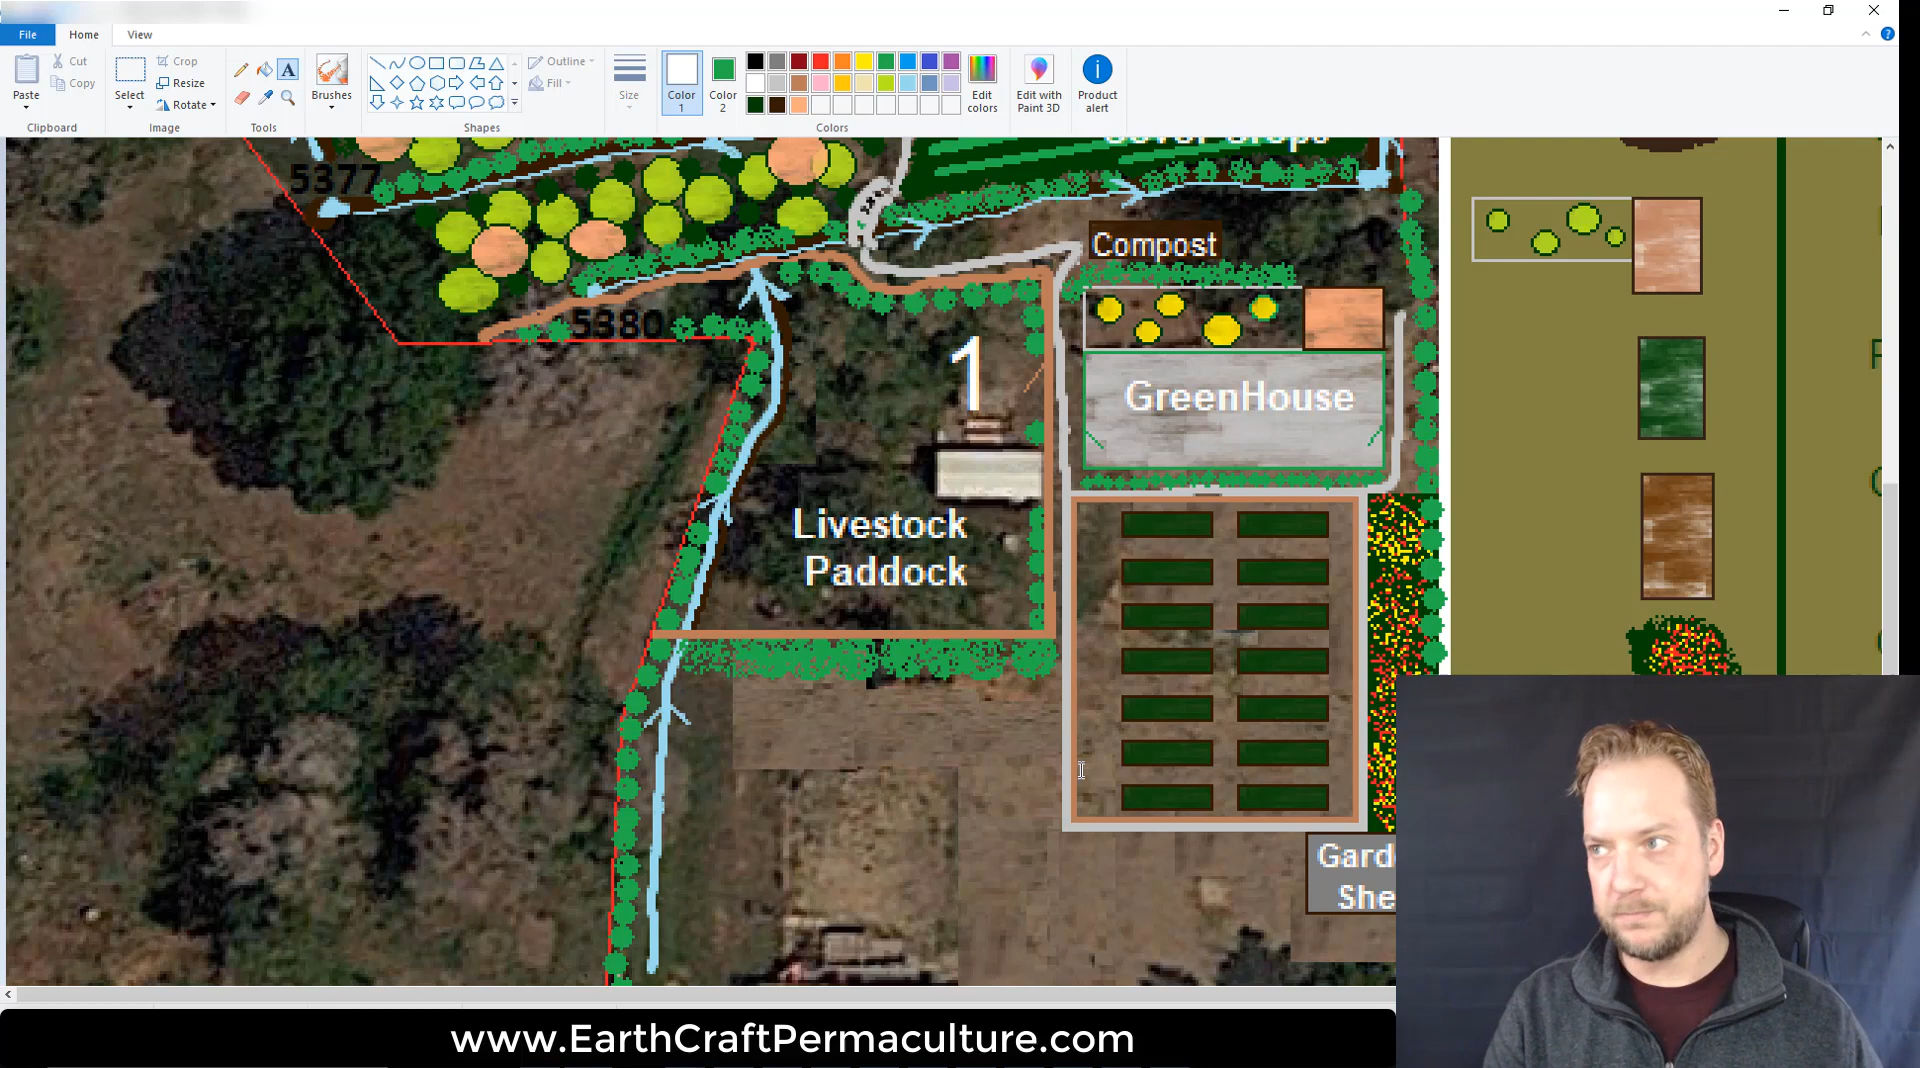 File
Home
View
Cut
Copy
Paste
Crop
Resize
Rotate
Select
Brushes
Outline
Fill
Size
Color
1
Color
2
Edit
colors
Edit with
Paint 3D
Product
alert
Clipboard
Image
Tools
Shapes
Colors
5377
Compost
5380
1
GreenHouse
Livestock
Paddock
Gard
She
www.EarthCraftPermaculture.com